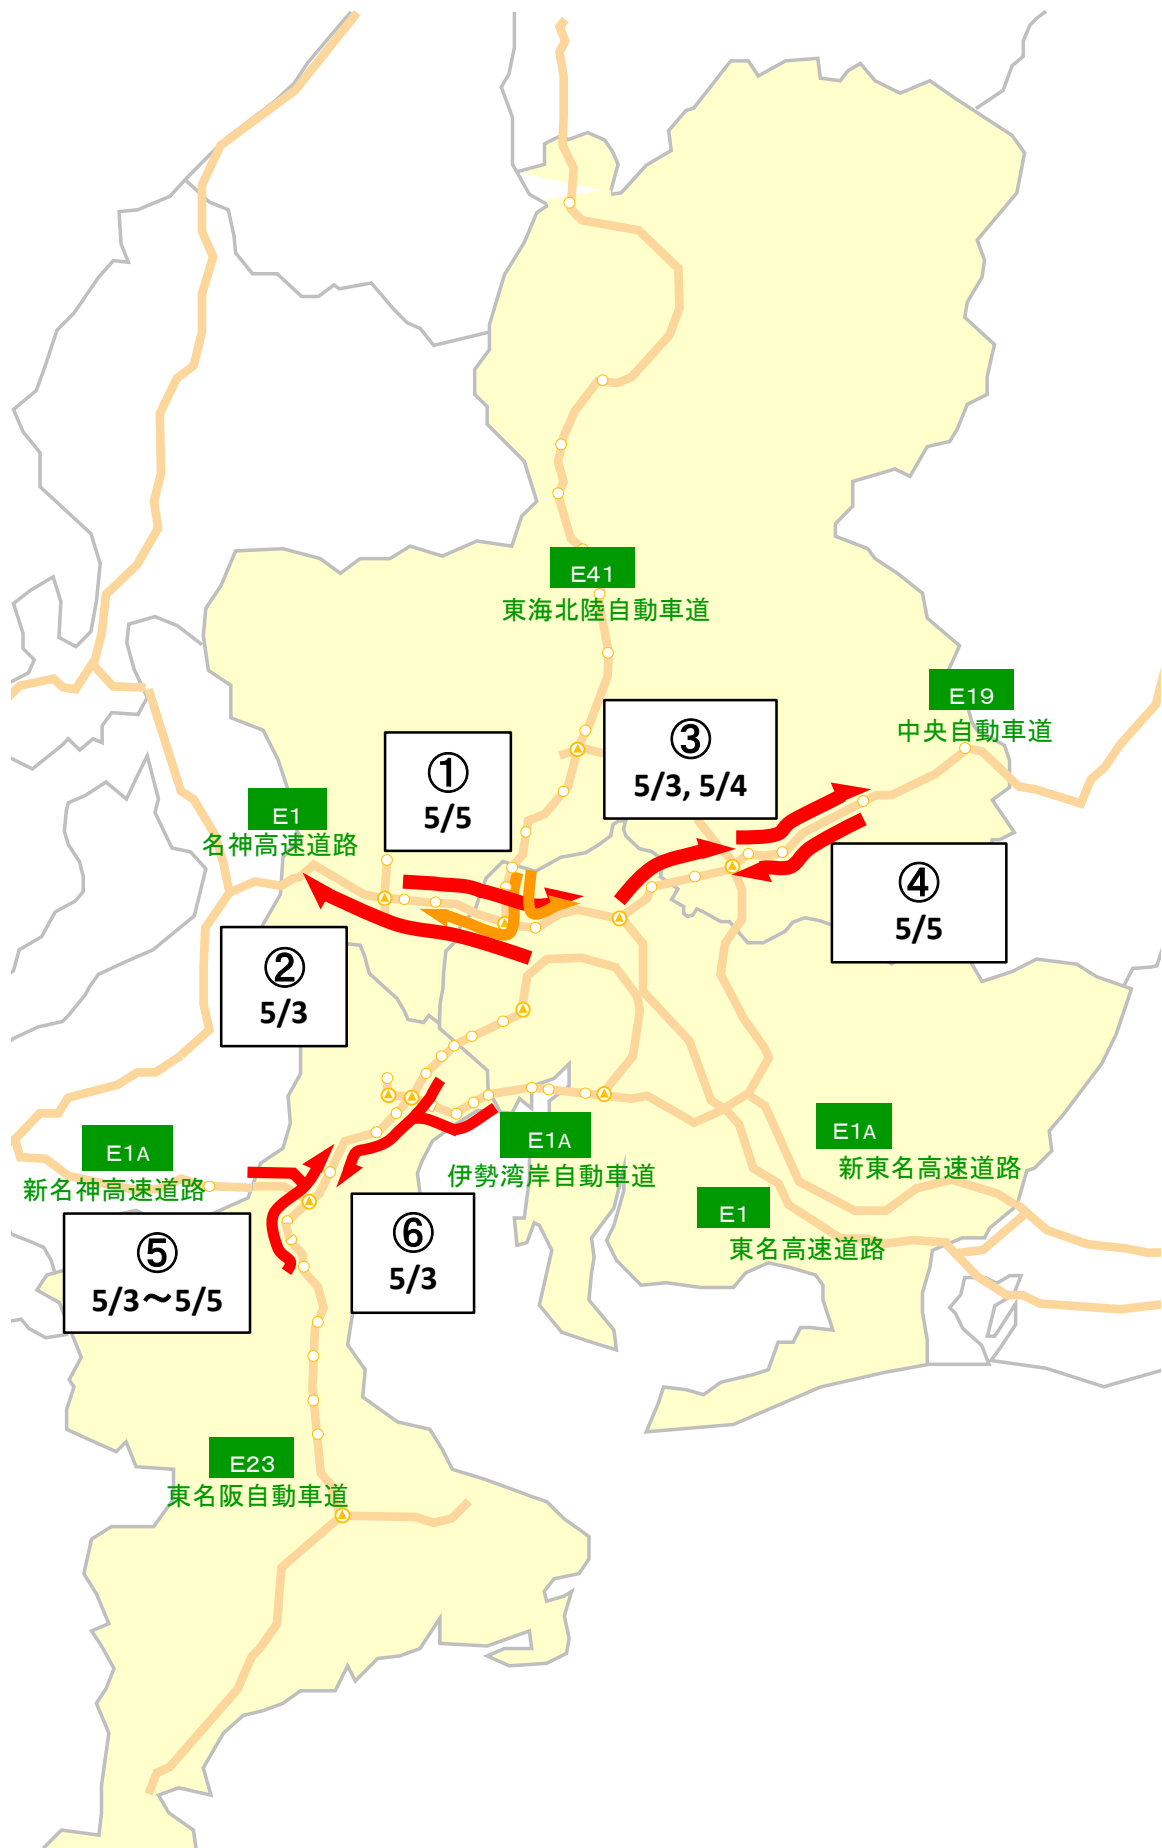 E41
東海北陸自動車道
E19
中央自動車道
③
5/3, 5/4
①
5/5
E1
名神高速道路
④
5/5
②
5/3
E1A
新名神高速道路
E1A
伊勢湾岸自動車道
E1A
新東名高速道路
E1
東名高速道路
⑤
5/3～5/5
⑥
5/3
E23
東名阪自動車道